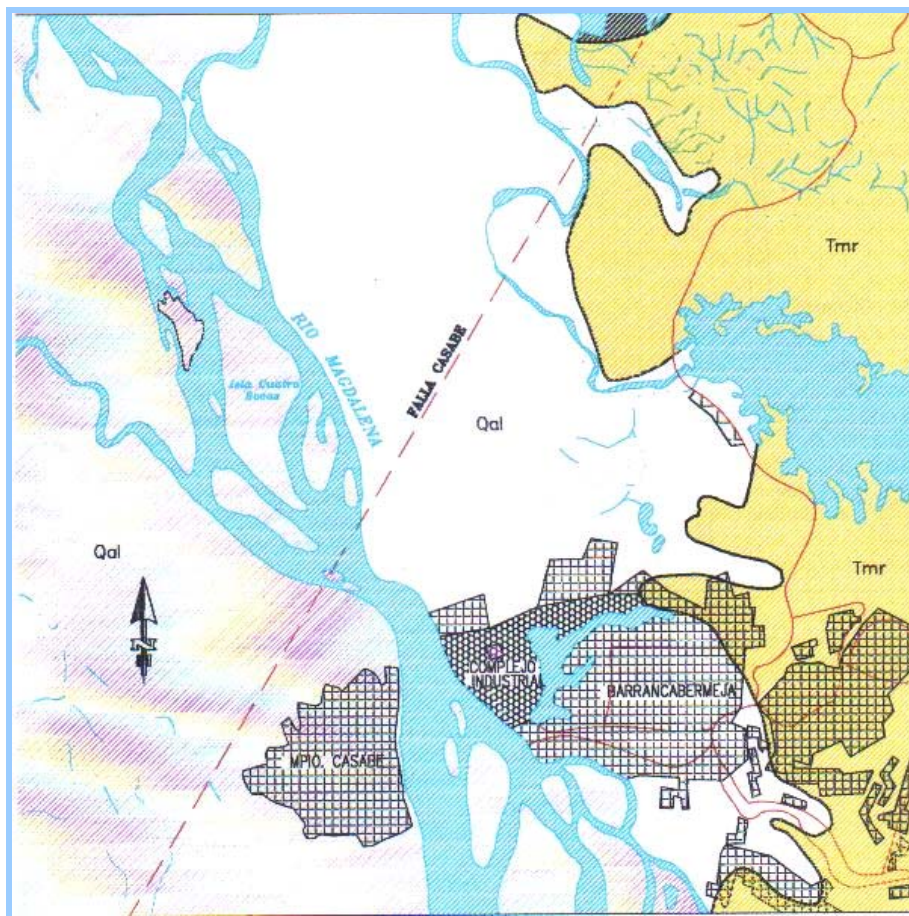 Tmr
RIO MAGDALENA
Isla Cuatro
Bocas
FALLA CASABE
Qal
Qal
Tmr
N
COMPLEJO
INDUSTRIAL
BARRANCABERMEJA
MPIO. CASABE